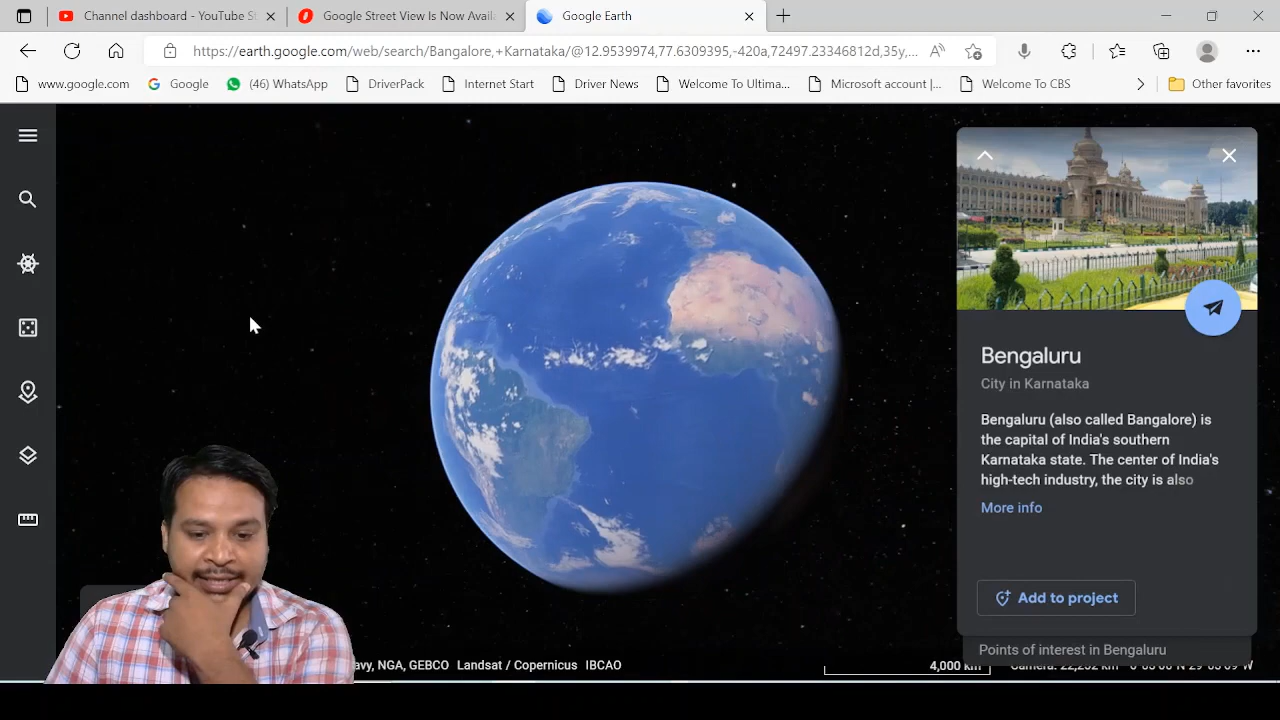 Channel dashboard - YouTube St
Google Street View Is Now Availa
Google Earth
https://earth.google.com/web/search/Bangalore,+Karnataka/@12.9539974,77.6309395,-420a,72497.23346812d,35y,...
www.google.com
Google
(46) WhatsApp
DriverPack
Internet Start
Driver News
Welcome To Ultima...
Microsoft account |...
Welcome To CBS
Other favorites
Bengaluru
City in Karnataka
Bengaluru (also called Bangalore) is
the capital of India's southern
Karnataka state. The center of India's
high-tech industry, the city is also
More info
Add to project
Points of interest in Bengaluru
avy, NGA, GEBCO Landsat / Copernicus IBCAO
4,000 km